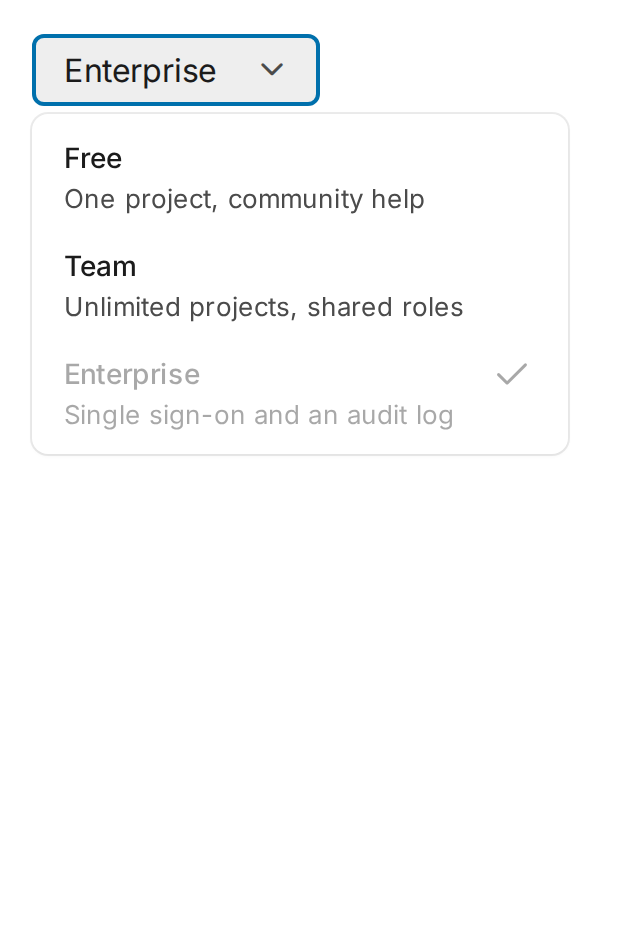 Enterprise
Free
One project, community help
Team
Unlimited projects, shared roles
Enterprise
Single sign-on and an audit log